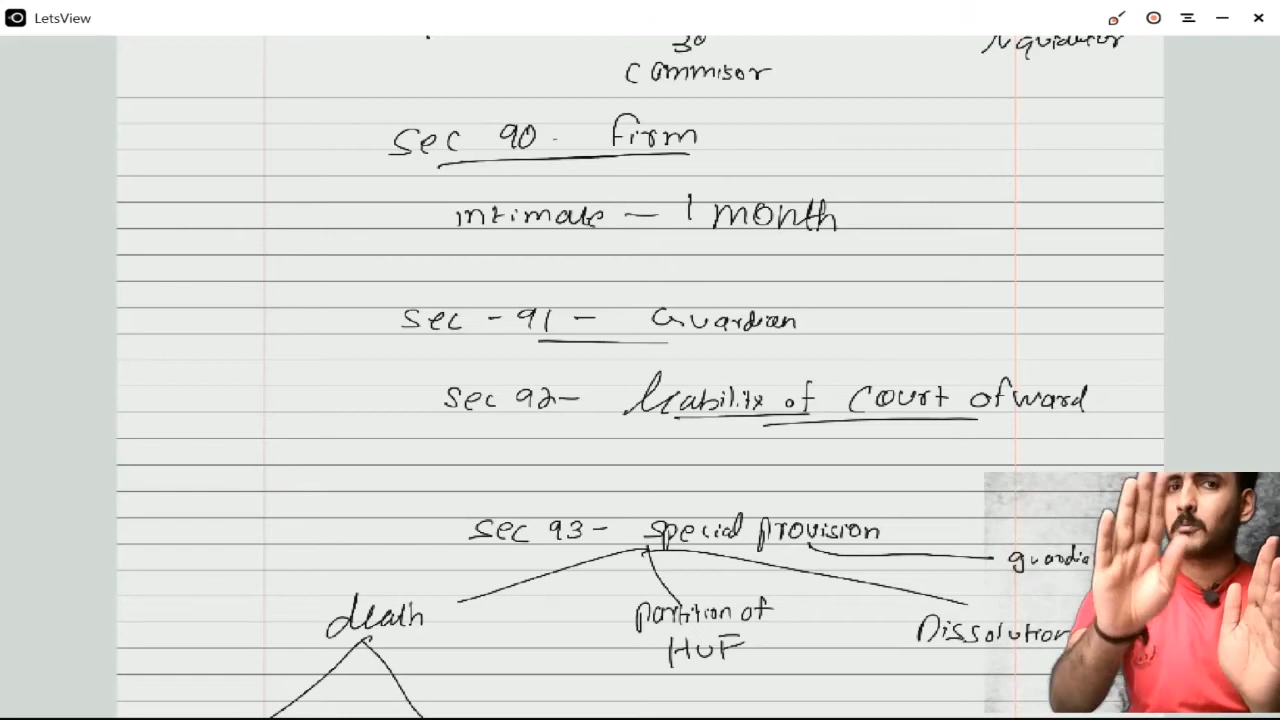 LetsView
30
Commisor
Sec 90. Firm
intimate – 1 month
Sec - 91 - Guardian
Sec 92- liability of Court of ward
Sec 93- special provision
guardia
death
partition of
HUF
Dissolution